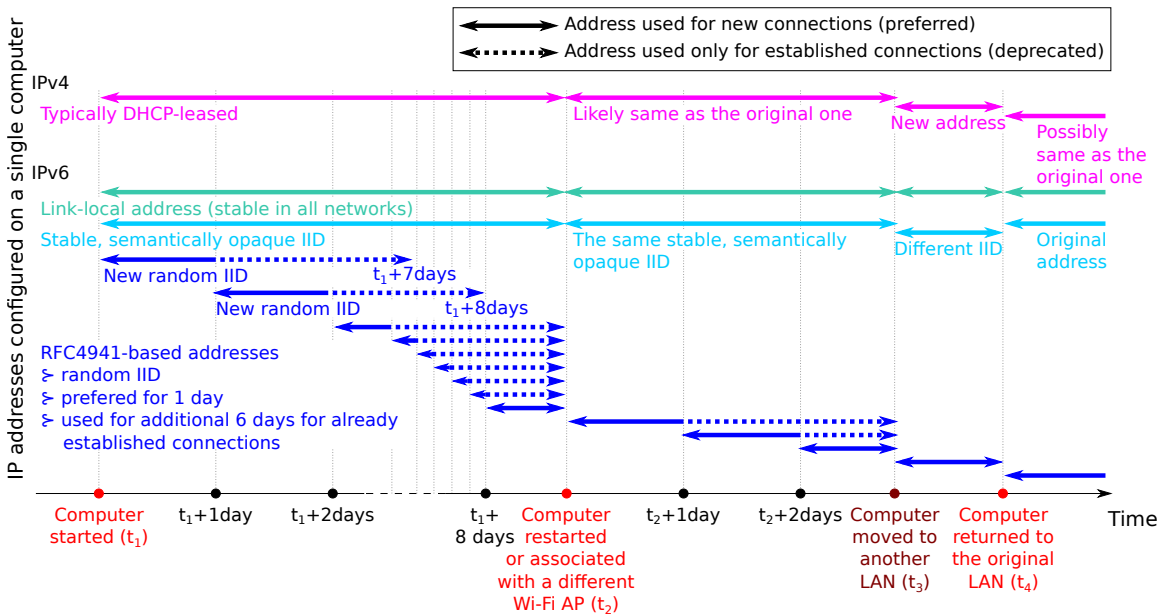 Address used for new connections (preferred)
Address used only for established connections (deprecated)
IP addresses configured on a single computer
IPv4
Typically DHCP-leased
Likely same as the original one
New address
Possibly
same as the
original one
IPv6
Link-local address (stable in all networks)
Stable, semantically opaque IID
The same stable, semantically
opaque IID
Different IID
Original
address
New random IID
t₁+7days
New random IID
t₁+8days
RFC4941-based addresses
⊱ random IID
⊱ prefered for 1 day
⊱ used for additional 6 days for already
established connections
Computer
started (t₁)
t₁+1day
t₁+2days
t₁+
8 days
Computer
restarted
or associated
with a different
Wi-Fi AP (t₂)
t₂+1day
t₂+2days
Computer
moved to
another
LAN (t₃)
Computer
returned to
the original
LAN (t₄)
Time